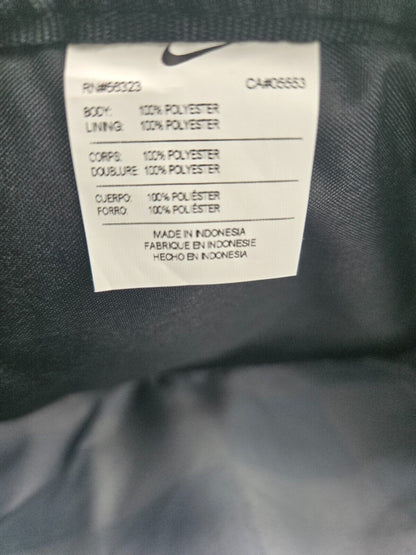 RN#56323 CA#05553
BODY: 100% POLYESTER
LINING: 100% POLYESTER
CORPS: 100% POLYESTER
DOUBLURE: 100% POLYESTER
CUERPO: 100% POLIÉSTER
FORRO: 100% POLIÉSTER
MADE IN INDONESIA
FABRIQUE EN INDONESIE
HECHO EN INDONESIA